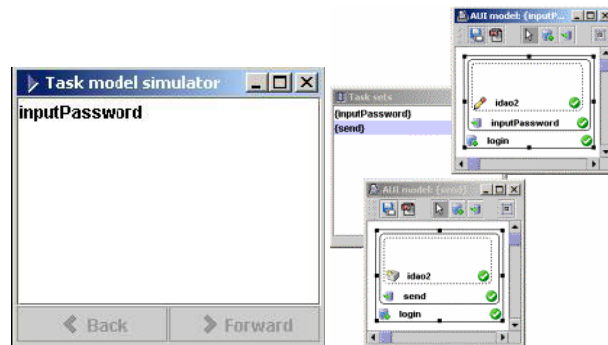 Task model simulator
inputPassword
Back
Forward
Task sets
{inputPassword}
{send}
AUI model: {inputP...
idao2
inputPassword
login
AUI model: {send}
idao2
send
login